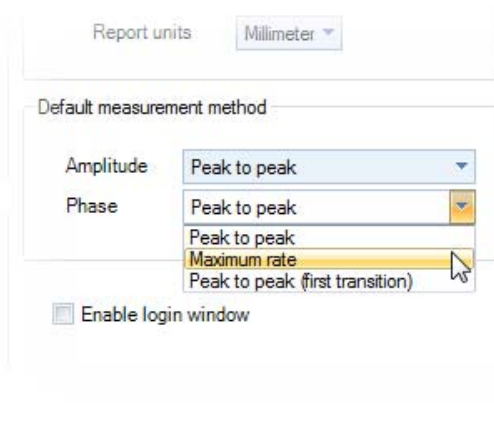 Report units Millimeter
Default measurement method
Amplitude Peak to peak
Phase Peak to peak
Peak to peak
Maximum rate
Peak to peak (first transition)
Enable login window